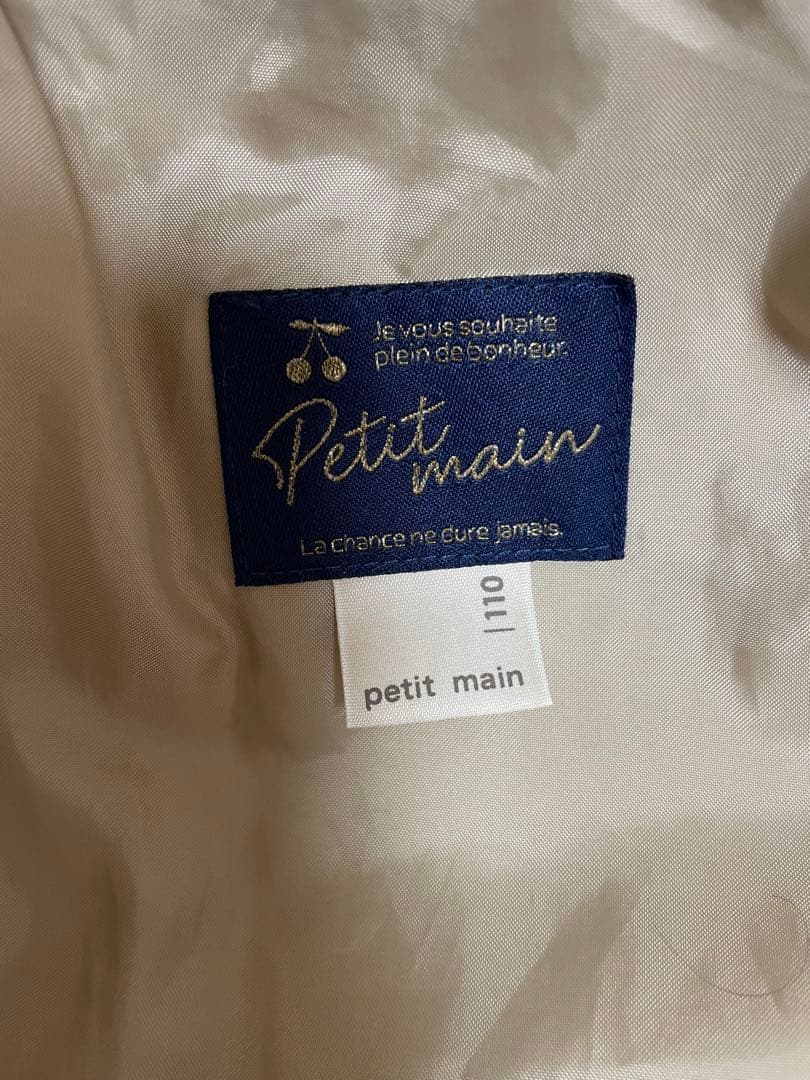 Je vous souhaite
plein de bonheur.
Petit
main
La chance ne dure jamais.
| 110
petit main